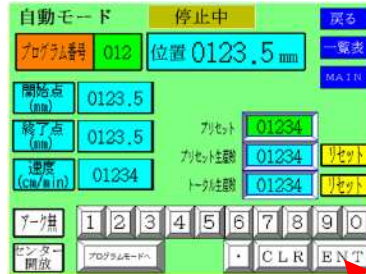 自動モード 停止中 戻る
プログラム番号 012 位置 0123.5 mm 一覧表
MAIN
開始点(mm) 0123.5
終了点(mm) 0123.5 プリセット 01234
プリセット生産数 01234 リセット
速度(cm/min) 01234 トータル生産数 01234 リセット
アーク無 1 2 3 4 5 6 7 8 9 0
センター開放 プログラムモードへ · CLR ENT